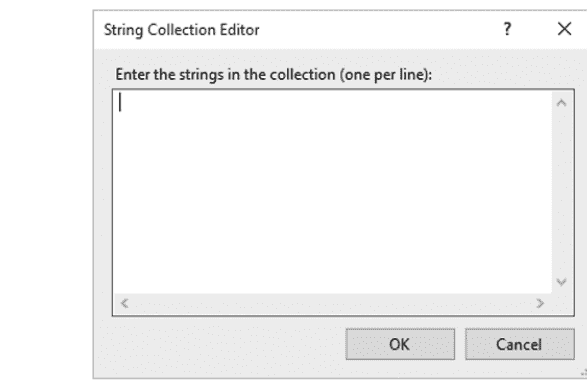 String Collection Editor ? ×
Enter the strings in the collection (one per line):
OK Cancel